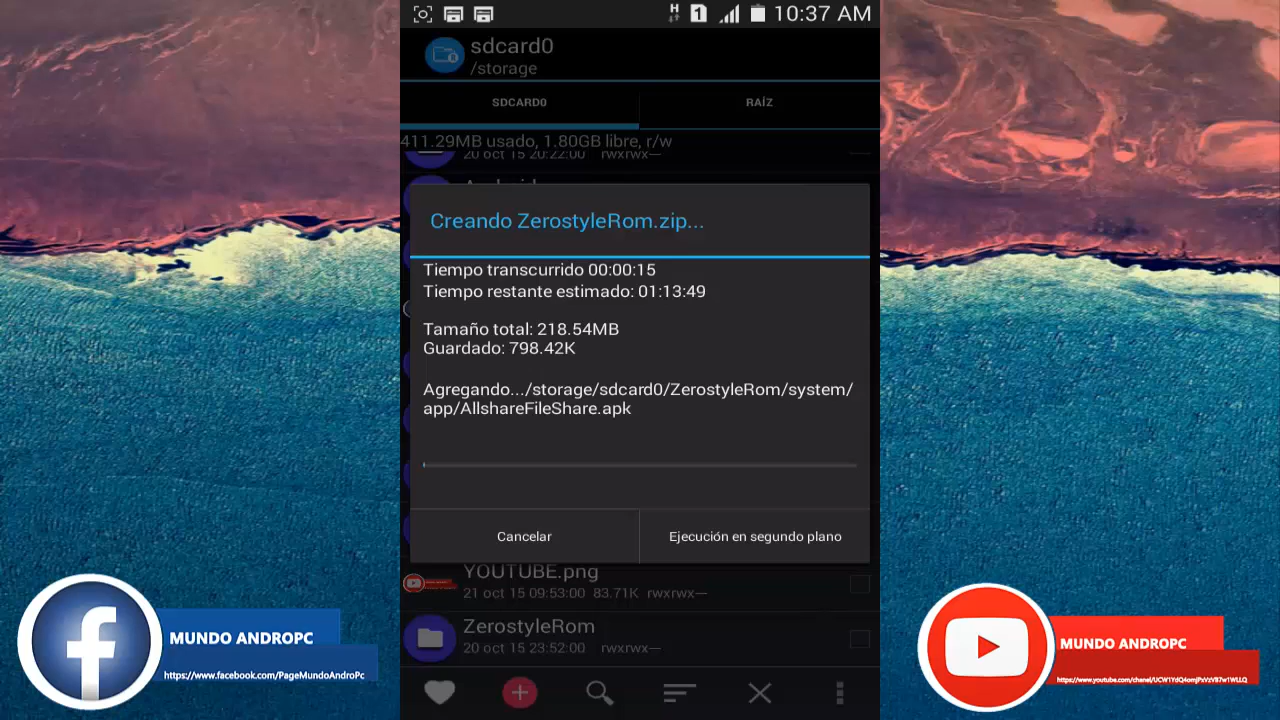 H 1 10:37 AM
sdcard0
/storage
SDCARD0 RAÍZ
411.29MB usado, 1.80GB libre, r/w
20 oct 15 20:22:00 rwxrwx—
Creando ZerostyleRom.zip...
Tiempo transcurrido 00:00:15
Tiempo restante estimado: 01:13:49
Tamaño total: 218.54MB
Guardado: 798.42K
Agregando.../storage/sdcard0/ZerostyleRom/system/
app/AllshareFileShare.apk
Cancelar Ejecución en segundo plano
YOUTUBE.png
21 oct 15 09:53:00 83.71K rwxrwx—
ZerostyleRom
20 oct 15 23:52:00 rwxrwx—
MUNDO ANDROPC
https://www.facebook.com/PageMundoAndroPc
MUNDO ANDROPC